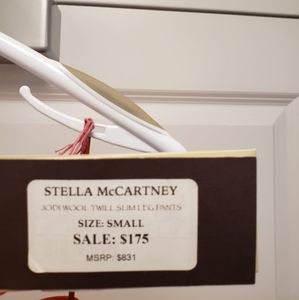 STELLA McCARTNEY
JODI WOOL TWILL SLIM LEG PANTS
SIZE: SMALL
SALE: $175
MSRP: $831